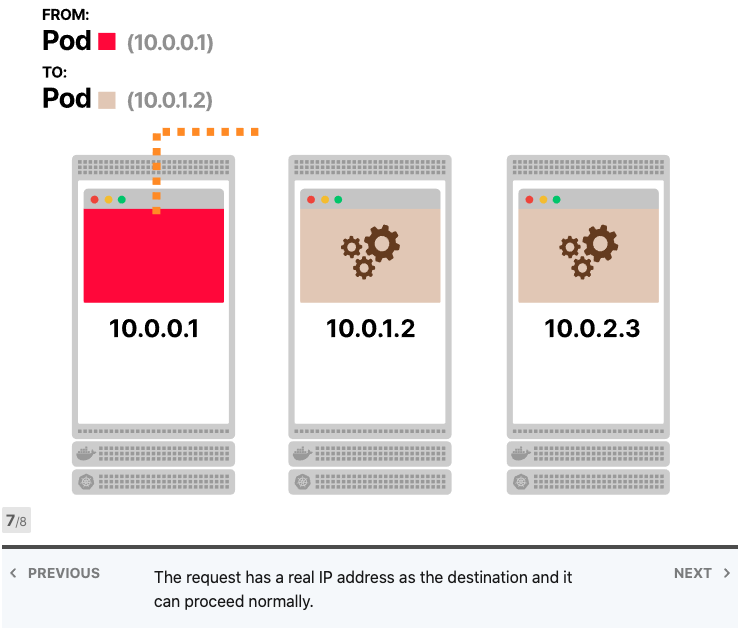 FROM:
Pod (10.0.0.1)
TO:
Pod (10.0.1.2)
10.0.0.1
10.0.1.2
10.0.2.3
7/8
PREVIOUS
The request has a real IP address as the destination and it
can proceed normally.
NEXT